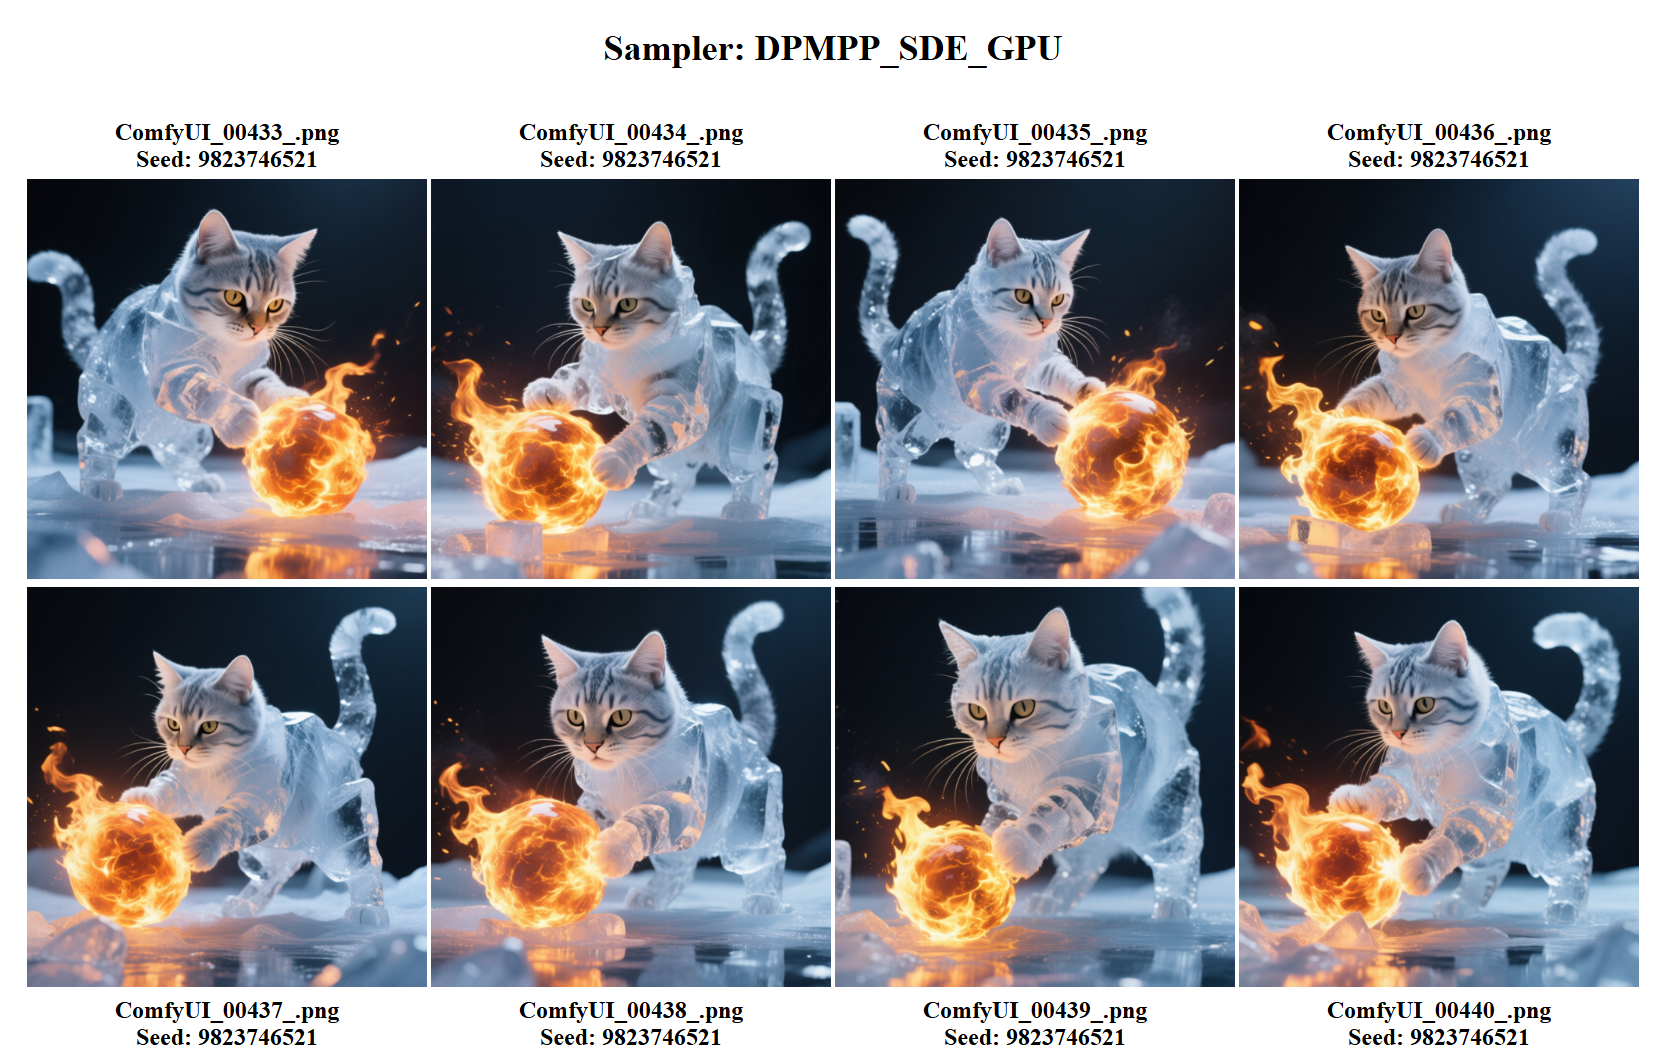 Sampler: DPMPP_SDE_GPU
ComfyUI_00433_.png
Seed: 9823746521
ComfyUI_00434_.png
Seed: 9823746521
ComfyUI_00435_.png
Seed: 9823746521
ComfyUI_00436_.png
Seed: 9823746521
ComfyUI_00437_.png
Seed: 9823746521
ComfyUI_00438_.png
Seed: 9823746521
ComfyUI_00439_.png
Seed: 9823746521
ComfyUI_00440_.png
Seed: 9823746521